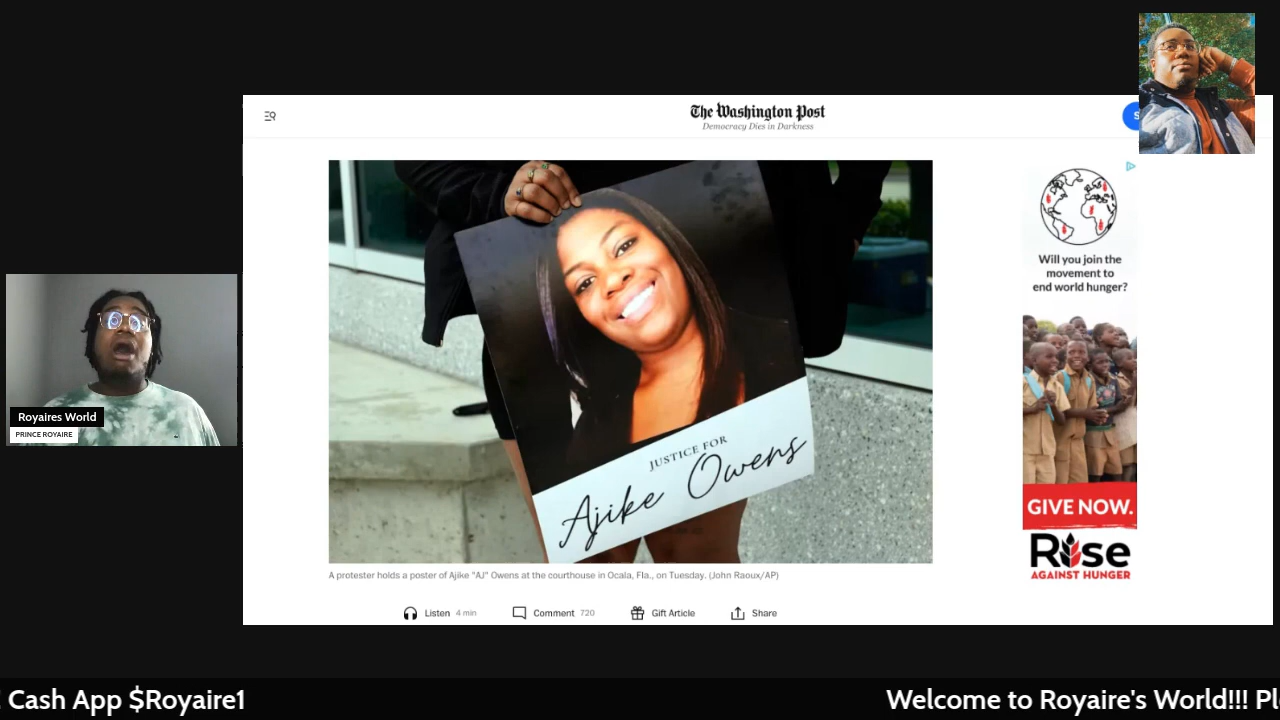 The Washington Post
Democracy Dies in Darkness
S
Will you join the
movement to
end world hunger?
JUSTICE FOR
Ajike Owens
GIVE NOW.
Rise
AGAINST HUNGER
Royaires World
PRINCE ROYAIRE
A protester holds a poster of Ajike "AJ" Owens at the courthouse in Ocala, Fla., on Tuesday. (John Raoux/AP)
Listen 4 min Comment 720 Gift Article Share
Cash App $Royaire1 Welcome to Royaire's World!!! Pl